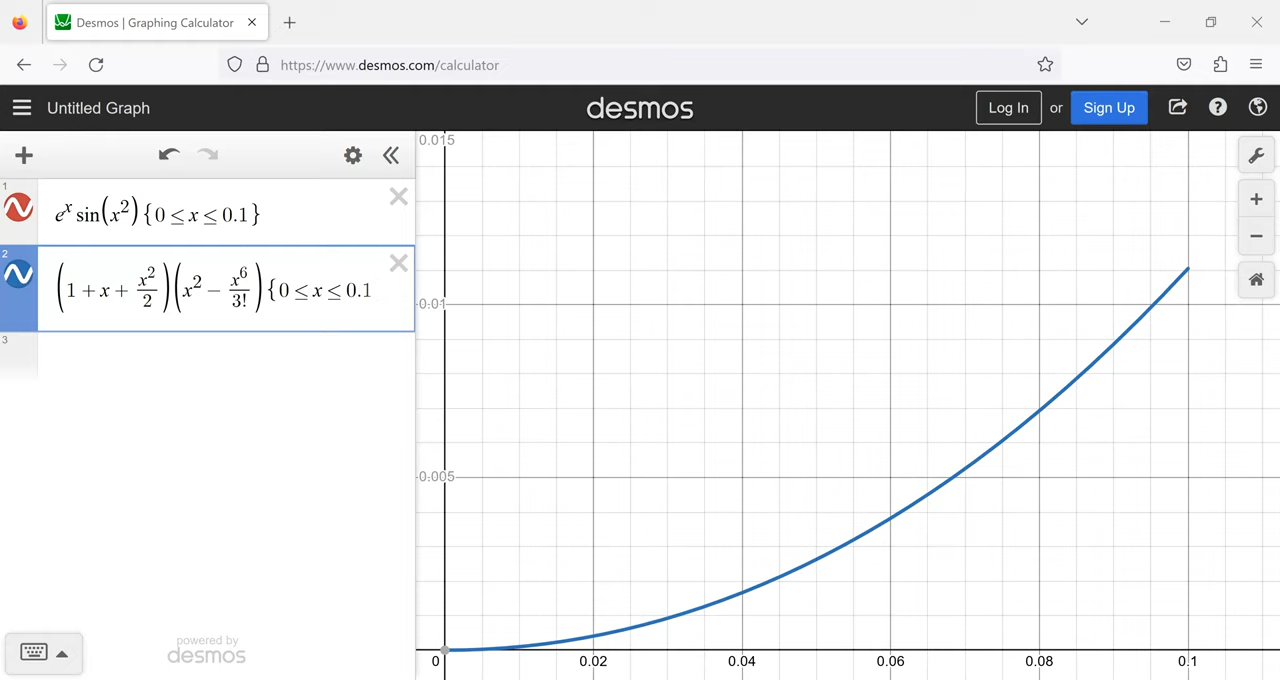 Desmos | Graphing Calculator
https://www.desmos.com/calculator
Untitled Graph
desmos
Log In or Sign Up
1
e^x sin(x^2) {0 ≤ x ≤ 0.1}
2
(1 + x + x^2/2)(x^2 − x^6/3!) {0 ≤ x ≤ 0.1
3
powered by
desmos
0.015
0.01
0.005
0 0.02 0.04 0.06 0.08 0.1